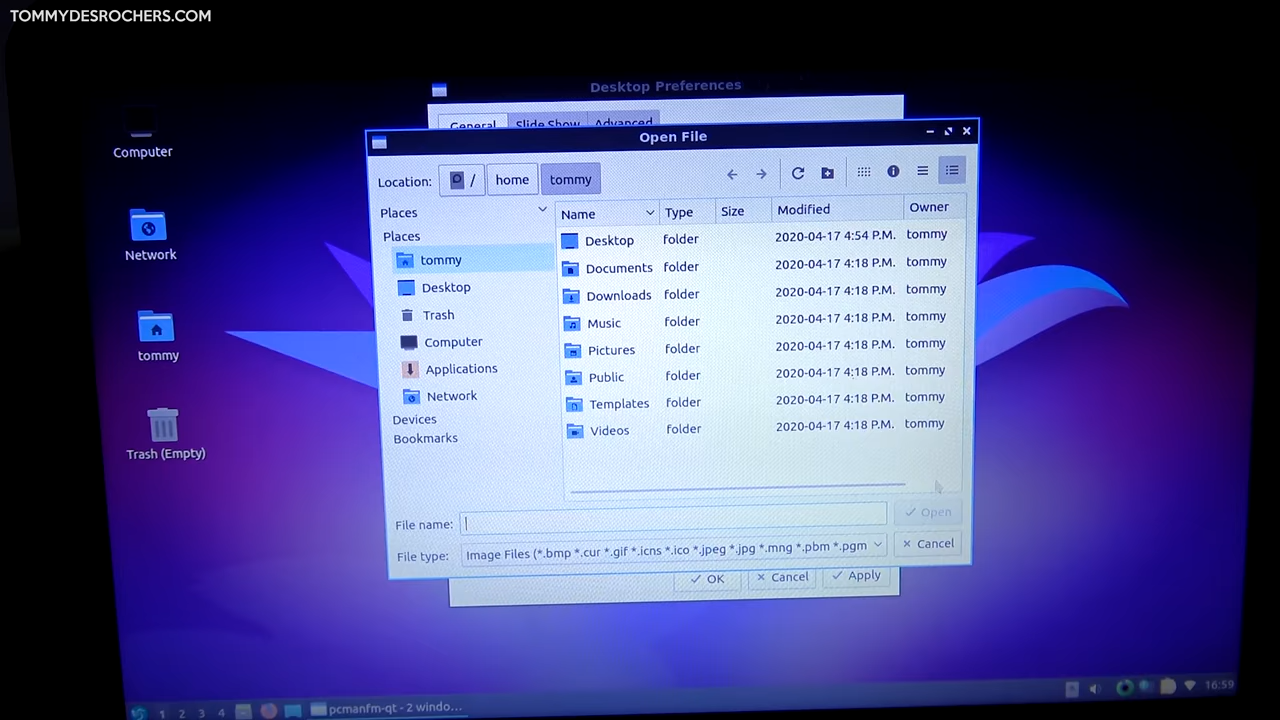 TOMMYDESROCHERS.COM
Desktop Preferences
General Slide Show Advanced
Open File
Location: / home tommy
Places
Places
tommy
Desktop
Trash
Computer
Applications
Network
Devices
Bookmarks
Name Type Size Modified Owner
Desktop folder 2020-04-17 4:54 P.M. tommy
Documents folder 2020-04-17 4:18 P.M. tommy
Downloads folder 2020-04-17 4:18 P.M. tommy
Music folder 2020-04-17 4:18 P.M. tommy
Pictures folder 2020-04-17 4:18 P.M. tommy
Public folder 2020-04-17 4:18 P.M. tommy
Templates folder 2020-04-17 4:18 P.M. tommy
Videos folder 2020-04-17 4:18 P.M. tommy
File name: Open
File type: Image Files (*.bmp *.cur *.gif *.icns *.ico *.jpeg *.jpg *.mng *.pbm *.pgm Cancel
OK Cancel Apply
Computer
Network
tommy
Trash (Empty)
1 2 3 4 pcmanfm-qt - 2 windo... 16:59